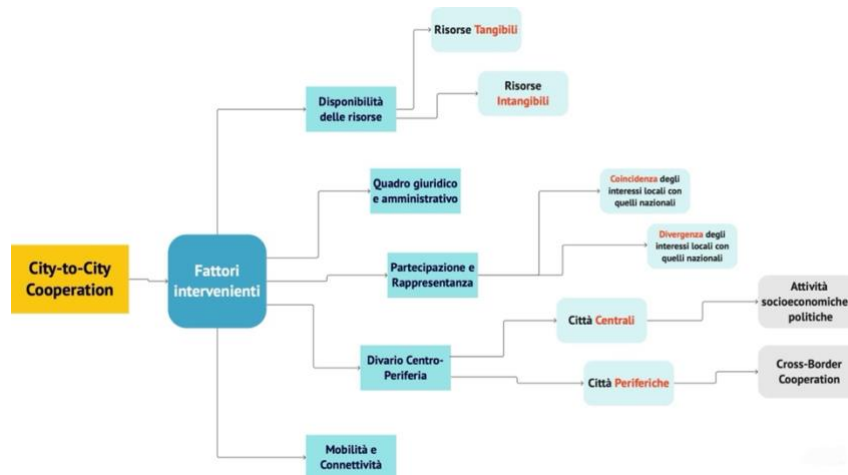 Risorse Tangibili
Risorse
Intangibili
Disponibilità
delle risorse
Quadro giuridico
e amministrativo
Coincidenza degli
interessi locali con
quelli nazionali
Divergenza degli
interessi locali con
quelli nazionali
City-to-City
Cooperation
Fattori
intervenienti
Partecipazione e
Rappresentanza
Attività
socioeconomiche
politiche
Città Centrali
Divario Centro-
Periferia
Città Periferiche
Cross-Border
Cooperation
Mobilità e
Connettività